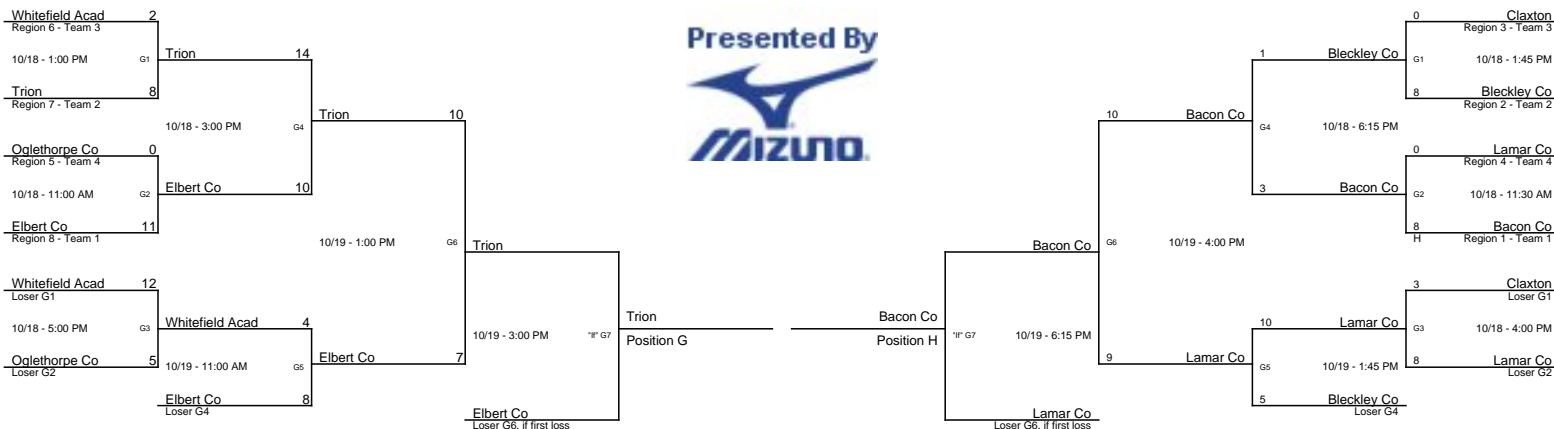 Presented By
MIZUNO
Whitefield Acad 2
Region 6 - Team 3
10/18 - 1:00 PM G1
Trion 14
Trion 8
Region 7 - Team 2
10/18 - 3:00 PM G4
Trion 10
Oglethorpe Co 0
Region 5 - Team 4
10/18 - 11:00 AM G2
Elbert Co 10
Elbert Co 11
Region 8 - Team 1
10/19 - 1:00 PM G6
Trion
Whitefield Acad 12
Loser G1
10/18 - 5:00 PM G3
Whitefield Acad 4
Oglethorpe Co 5
Loser G2
10/19 - 11:00 AM G5
Elbert Co 7
Elbert Co 8
Loser G4
10/19 - 3:00 PM "If" G7
Trion
Position G
Elbert Co
Loser G6, if first loss
0 Claxton
Region 3 - Team 3
G1 10/18 - 1:45 PM
1 Bleckley Co
8 Bleckley Co
Region 2 - Team 2
G4 10/18 - 6:15 PM
10 Bacon Co
0 Lamar Co
Region 4 - Team 4
G2 10/18 - 11:30 AM
3 Bacon Co
8 Bacon Co
H Region 1 - Team 1
G6 10/19 - 4:00 PM
Bacon Co
3 Claxton
Loser G1
G3 10/18 - 4:00 PM
10 Lamar Co
8 Lamar Co
Loser G2
G5 10/19 - 1:45 PM
9 Lamar Co
5 Bleckley Co
Loser G4
"If" G7 10/19 - 6:15 PM
Bacon Co
Position H
Lamar Co
Loser G6, if first loss